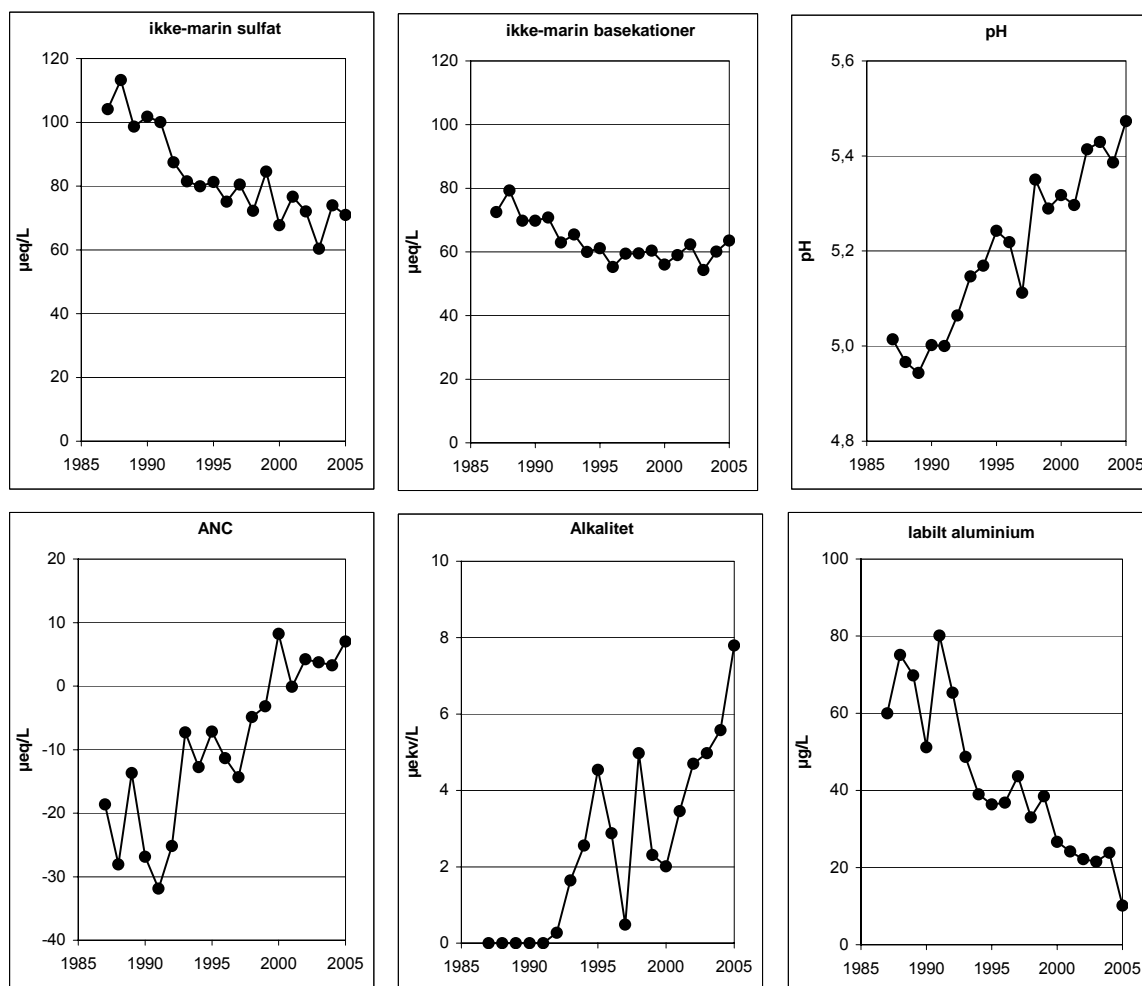 ikke-marin sulfat
120
100
80
60
40
20
0
µeq/L
1985 1990 1995 2000 2005
ikke-marin basekationer
120
100
80
60
40
20
0
µeq/L
1985 1990 1995 2000 2005
pH
5,6
5,4
5,2
5,0
4,8
pH
1985 1990 1995 2000 2005
ANC
20
10
0
-10
-20
-30
-40
µeq/L
1985 1990 1995 2000 2005
Alkalitet
10
8
6
4
2
0
µekv/L
1985 1990 1995 2000 2005
labilt aluminium
100
80
60
40
20
0
µg/L
1985 1990 1995 2000 2005